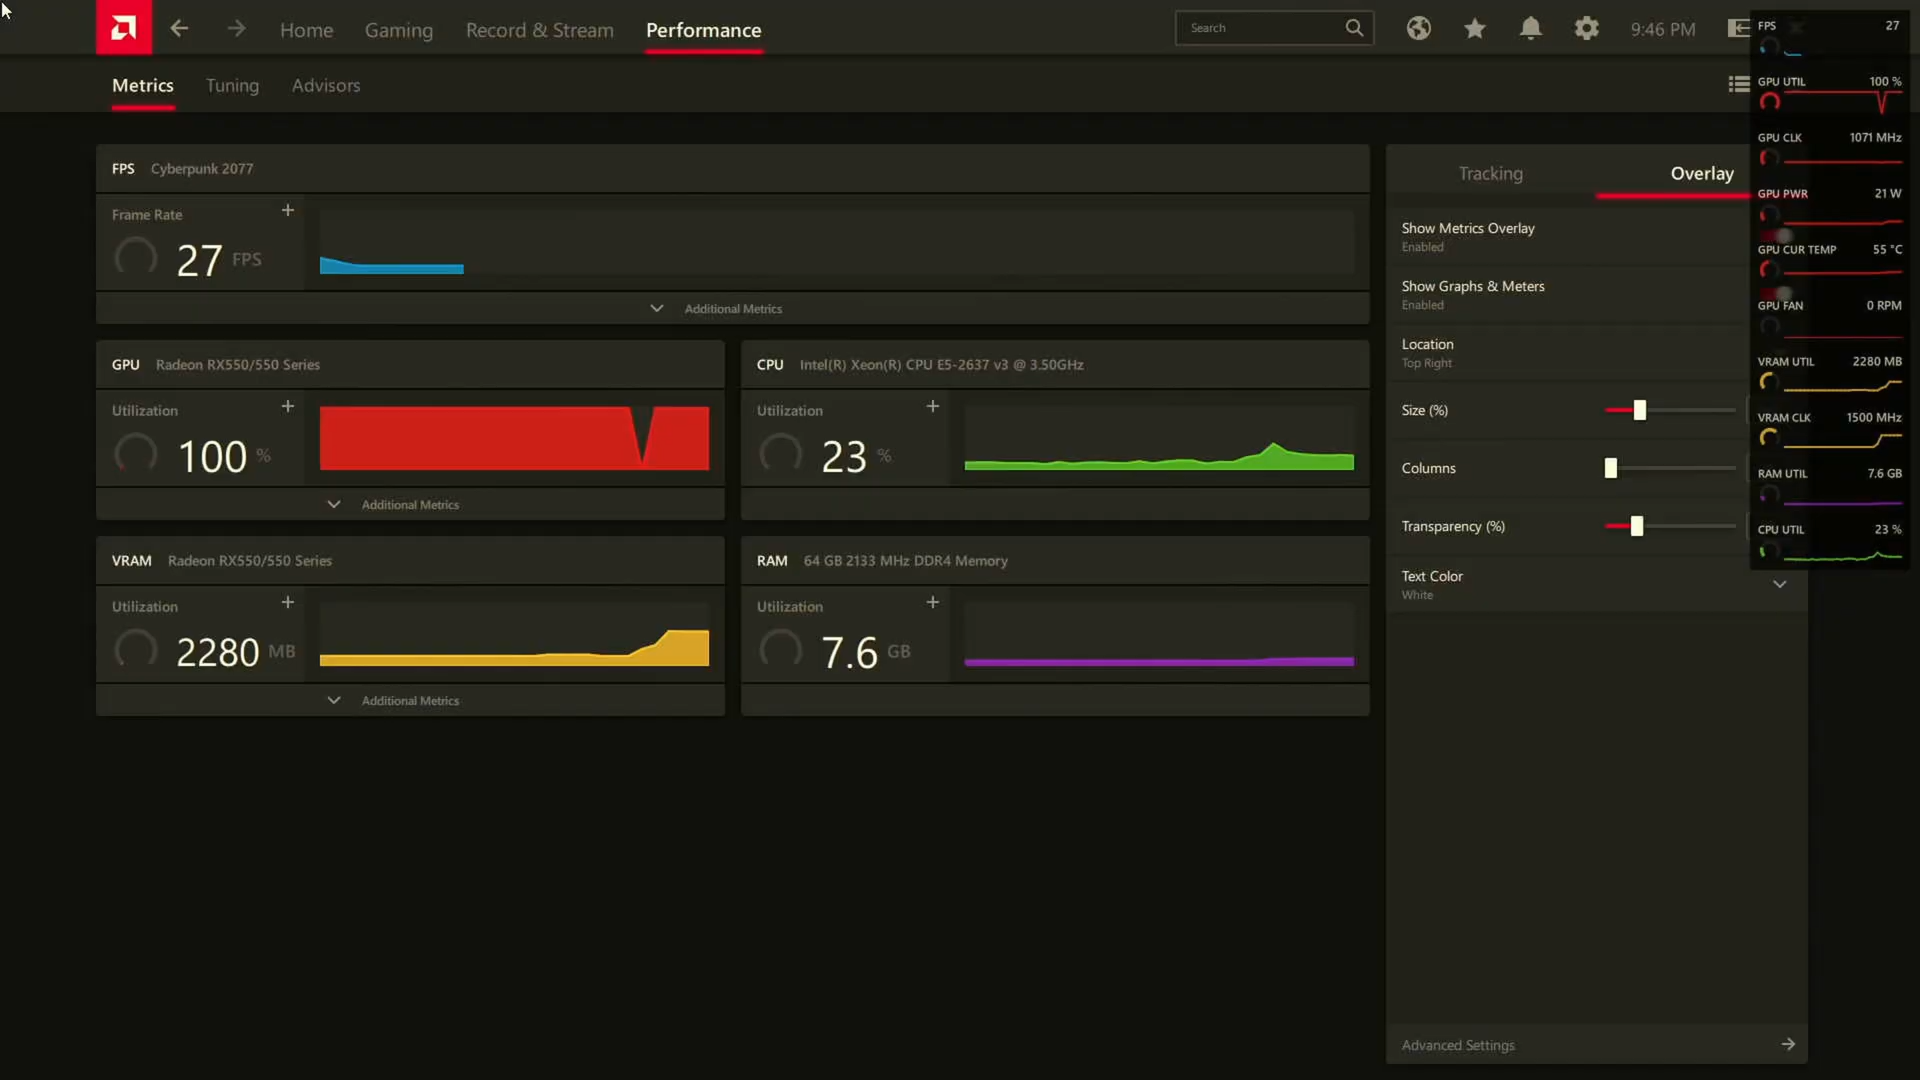 Home Gaming Record & Stream Performance
Search
9:46 PM
Metrics Tuning Advisors
FPS Cyberpunk 2077
Frame Rate
27 FPS
Additional Metrics
GPU Radeon RX550/550 Series
Utilization
100 %
Additional Metrics
CPU Intel(R) Xeon(R) CPU E5-2637 v3 @ 3.50GHz
Utilization
23 %
VRAM Radeon RX550/550 Series
Utilization
2280 MB
Additional Metrics
RAM 64 GB 2133 MHz DDR4 Memory
Utilization
7.6 GB
Tracking Overlay
Show Metrics Overlay
Enabled
Show Graphs & Meters
Enabled
Location
Top Right
Size (%)
Columns
Transparency (%)
Text Color
White
Advanced Settings
FPS 27
GPU UTIL 100 %
GPU CLK 1071 MHz
GPU PWR 21 W
GPU CUR TEMP 55 °C
GPU FAN 0 RPM
VRAM UTIL 2280 MB
VRAM CLK 1500 MHz
RAM UTIL 7.6 GB
CPU UTIL 23 %